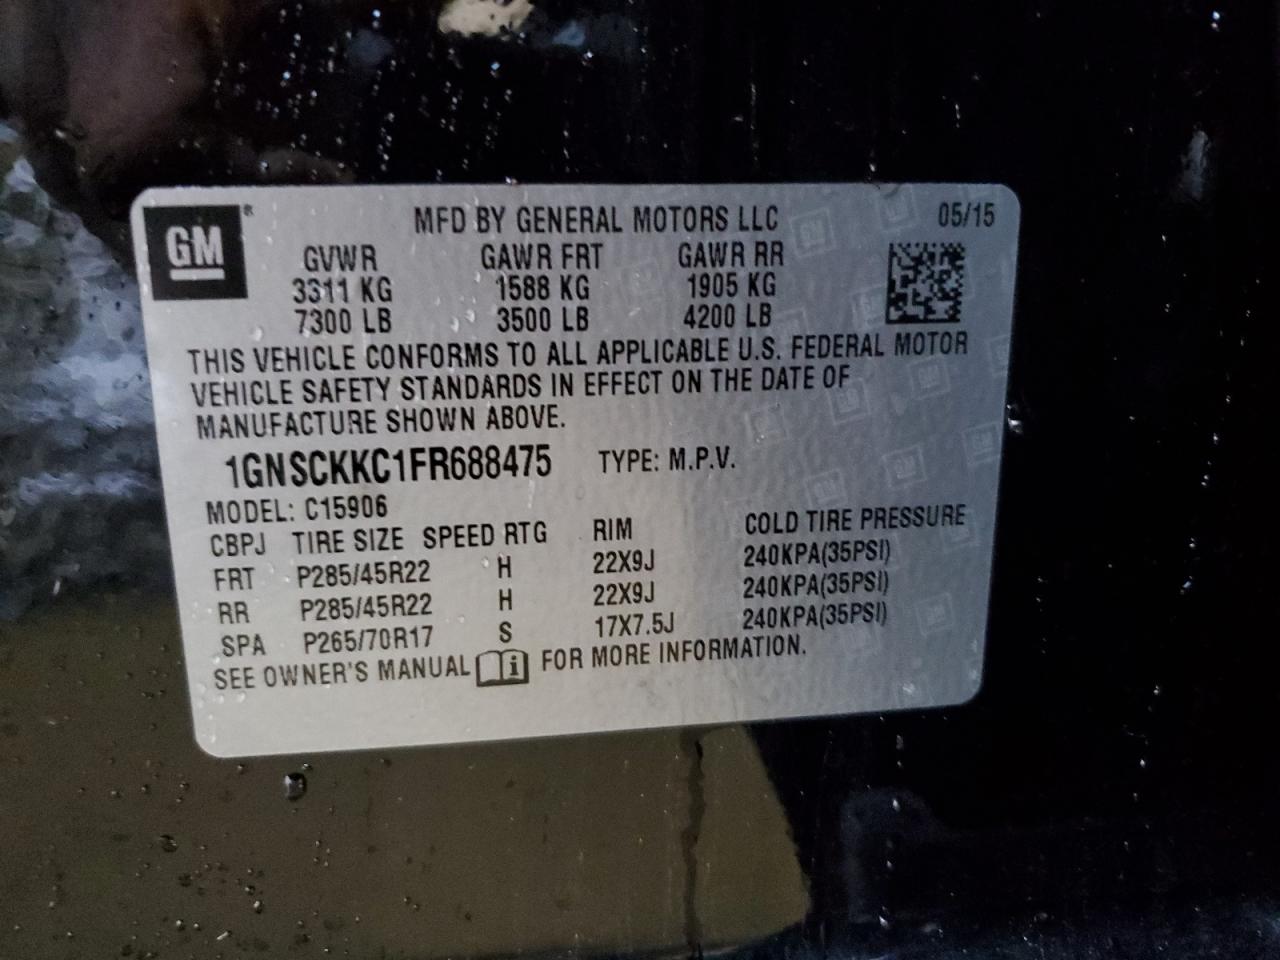 GM® MFD BY GENERAL MOTORS LLC 05/15
GVWR GAWR FRT GAWR RR
3311 KG 1588 KG 1905 KG
7300 LB 3500 LB 4200 LB
THIS VEHICLE CONFORMS TO ALL APPLICABLE U.S. FEDERAL MOTOR
VEHICLE SAFETY STANDARDS IN EFFECT ON THE DATE OF
MANUFACTURE SHOWN ABOVE.
1GNSCKKC1FR688475 TYPE: M.P.V.
MODEL: C15906
CBPJ TIRE SIZE SPEED RTG RIM COLD TIRE PRESSURE
FRT P285/45R22 H 22X9J 240KPA(35PSI)
RR P285/45R22 H 22X9J 240KPA(35PSI)
SPA P265/70R17 S 17X7.5J 240KPA(35PSI)
SEE OWNER'S MANUAL FOR MORE INFORMATION.